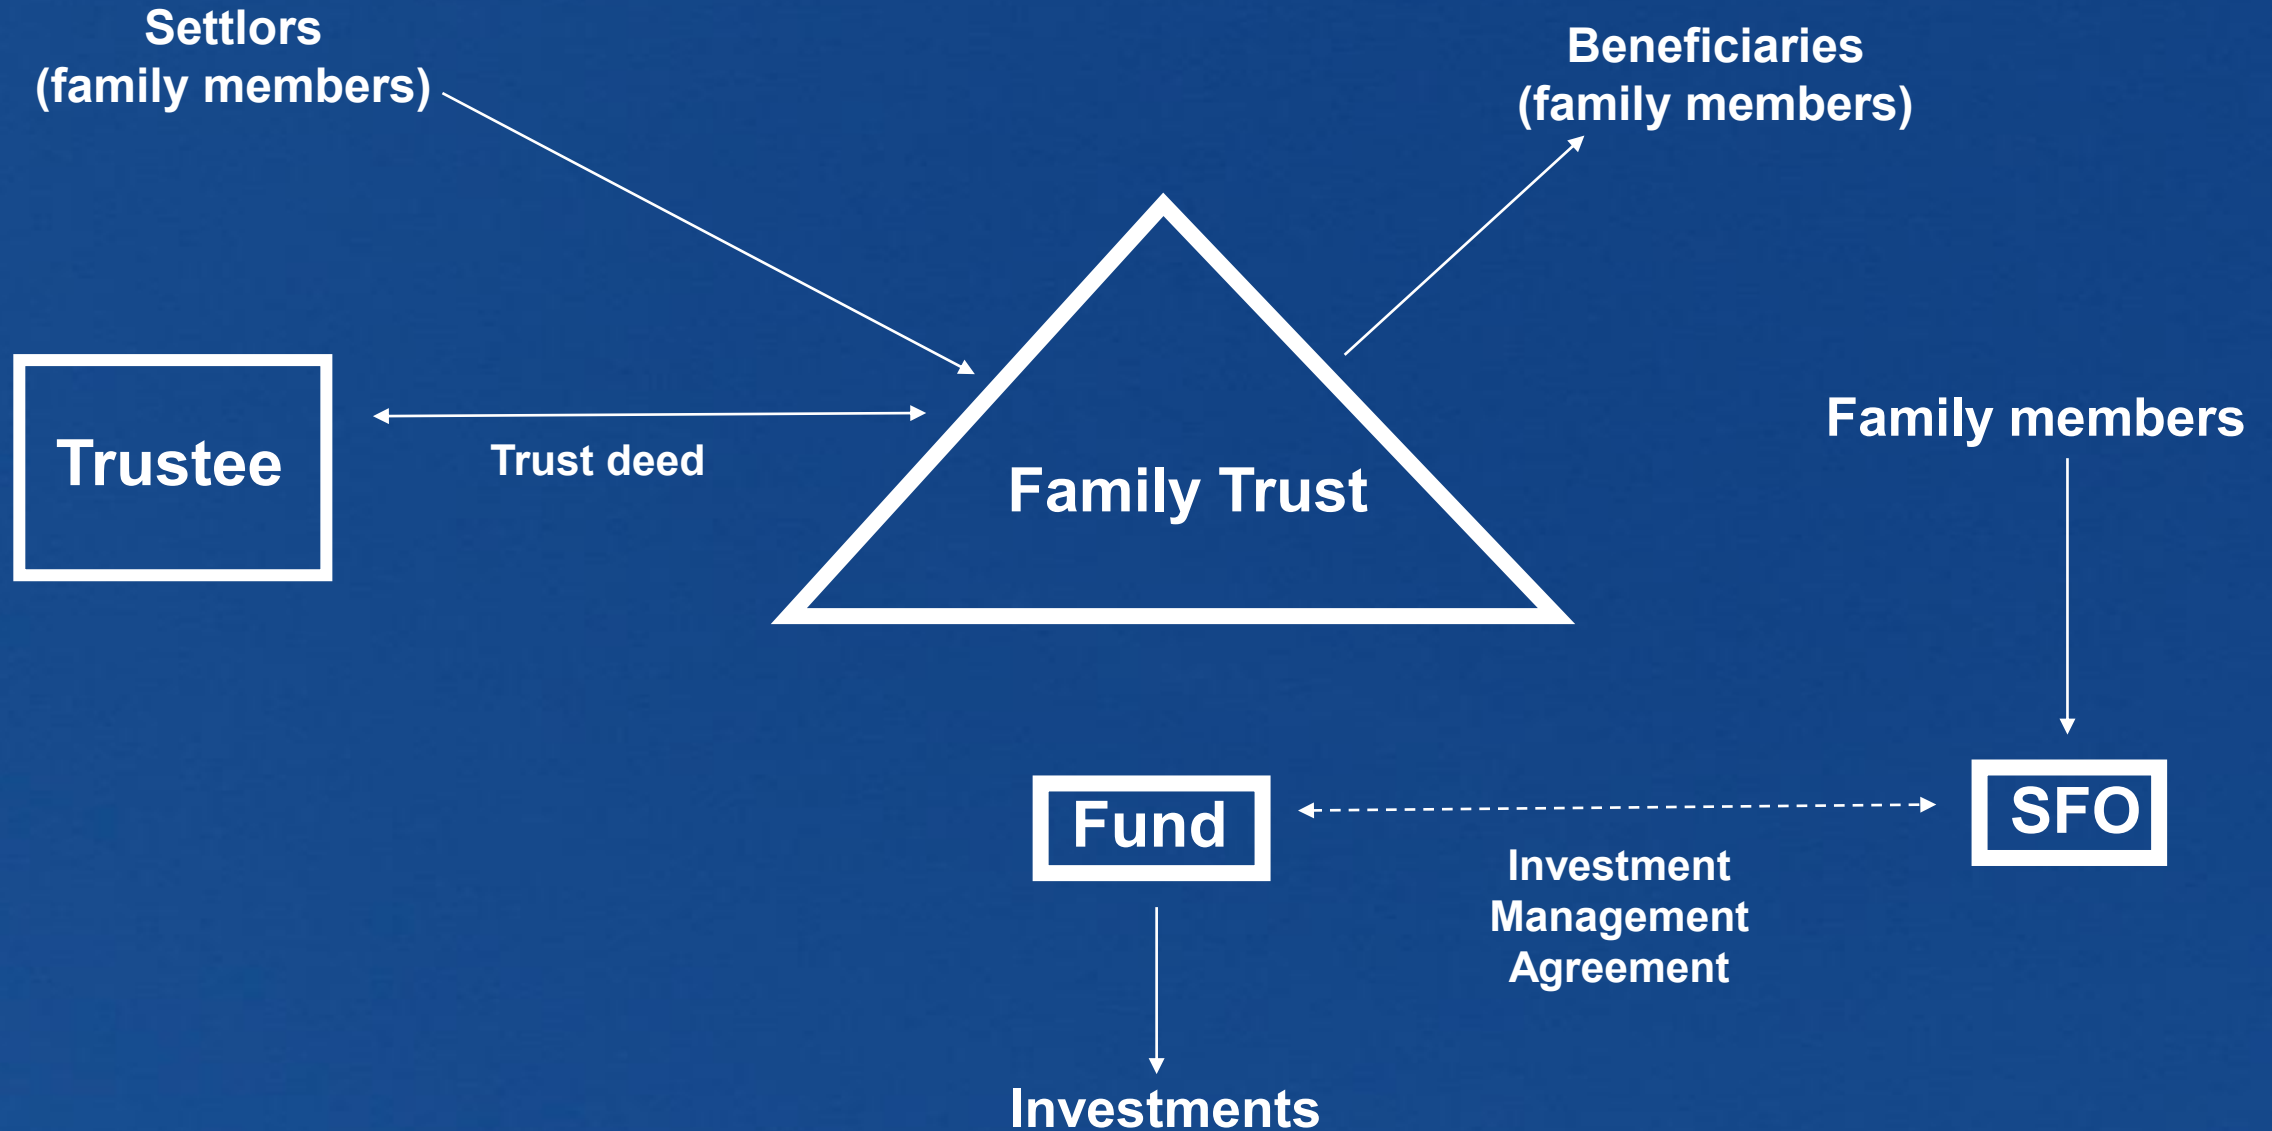 Settlors
(family members)
Beneficiaries
(family members)
Trustee
Trust deed
Family Trust
Family members
Fund
SFO
Investment
Management
Agreement
Investments